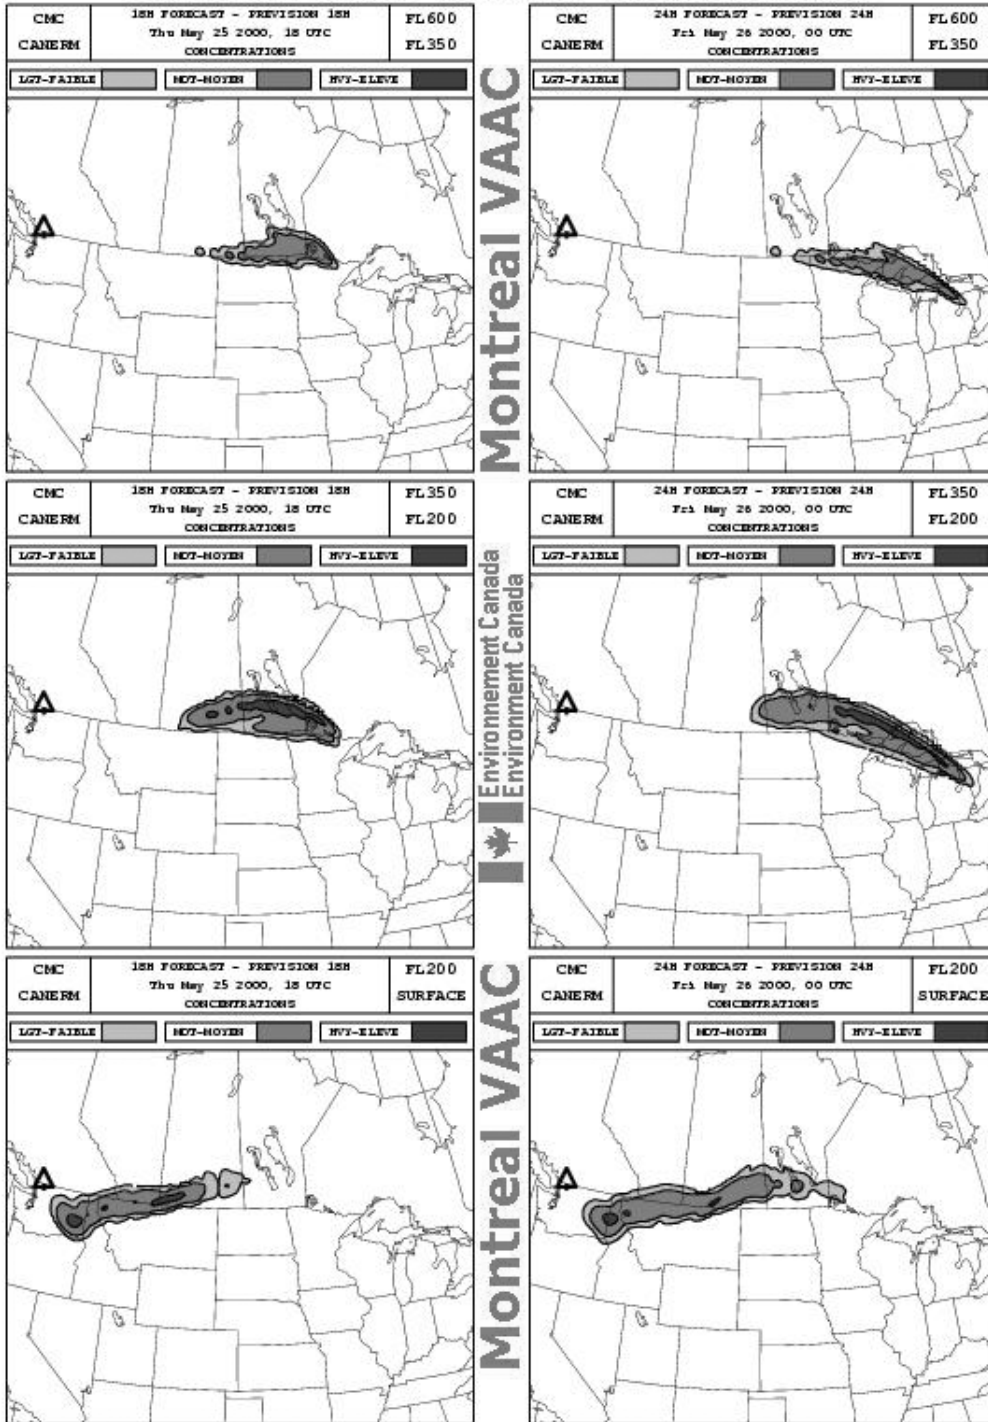 CMC
CANERM
18H FORECAST - PREVISION 18H
Thu May 25 2000, 18 UTC
CONCENTRATIONS
FL600
FL350
LGT-FAIBLE
MDT-MOYEN
HVY-ELEVE
CMC
CANERM
24H FORECAST - PREVISION 24H
Fri May 26 2000, 00 UTC
CONCENTRATIONS
FL600
FL350
LGT-FAIBLE
MDT-MOYEN
HVY-ELEVE
Montreal VAAC
CMC
CANERM
18H FORECAST - PREVISION 18H
Thu May 25 2000, 18 UTC
CONCENTRATIONS
FL350
FL200
LGT-FAIBLE
MDT-MOYEN
HVY-ELEVE
CMC
CANERM
24H FORECAST - PREVISION 24H
Fri May 26 2000, 00 UTC
CONCENTRATIONS
FL350
FL200
LGT-FAIBLE
MDT-MOYEN
HVY-ELEVE
Environnement Canada
Environment Canada
CMC
CANERM
18H FORECAST - PREVISION 18H
Thu May 25 2000, 18 UTC
CONCENTRATIONS
FL200
SURFACE
LGT-FAIBLE
MDT-MOYEN
HVY-ELEVE
CMC
CANERM
24H FORECAST - PREVISION 24H
Fri May 26 2000, 00 UTC
CONCENTRATIONS
FL200
SURFACE
LGT-FAIBLE
MDT-MOYEN
HVY-ELEVE
Montreal VAAC